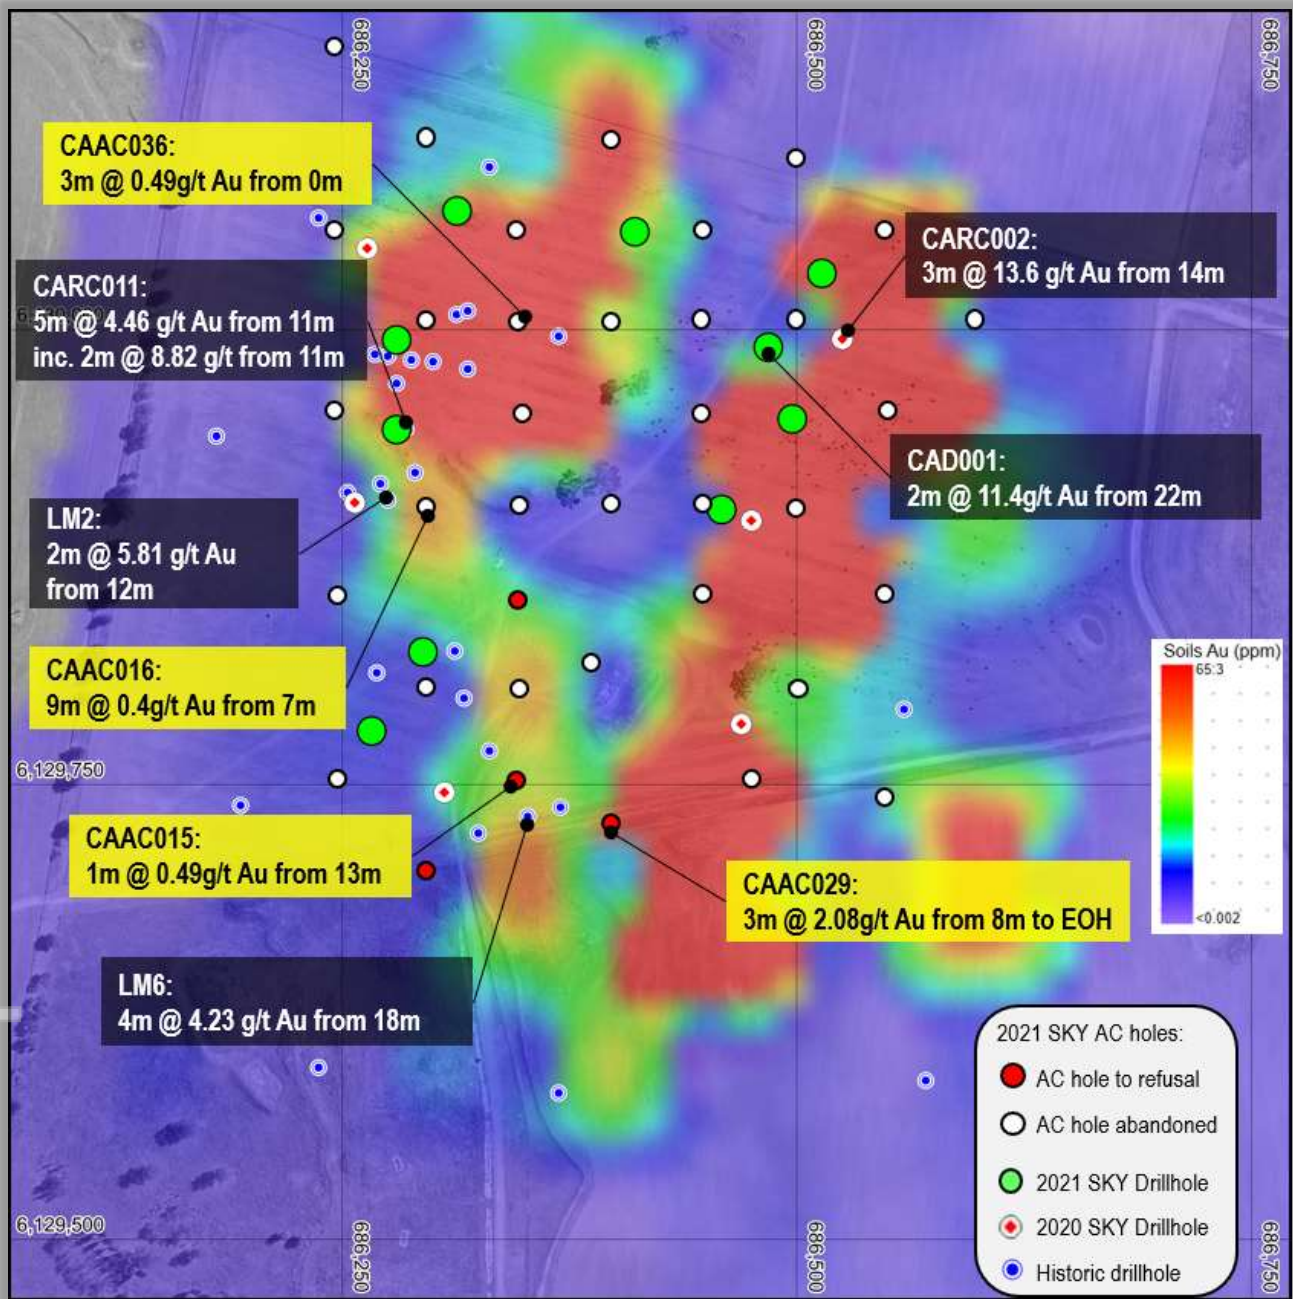 686,250
686,500
686,750
CAAC036:
3m @ 0.49g/t Au from 0m
CARC002:
3m @ 13.6 g/t Au from 14m
CARC011:
5m @ 4.46 g/t Au from 11m
inc. 2m @ 8.82 g/t from 11m
CAD001:
2m @ 11.4g/t Au from 22m
LM2:
2m @ 5.81 g/t Au
from 12m
CAAC016:
9m @ 0.4g/t Au from 7m
Soils Au (ppm)
65.3
<0.002
6,129,750
CAAC015:
1m @ 0.49g/t Au from 13m
CAAC029:
3m @ 2.08g/t Au from 8m to EOH
LM6:
4m @ 4.23 g/t Au from 18m
2021 SKY AC holes:
AC hole to refusal
AC hole abandoned
2021 SKY Drillhole
2020 SKY Drillhole
Historic drillhole
6,129,500
686,250
686,500
686,750